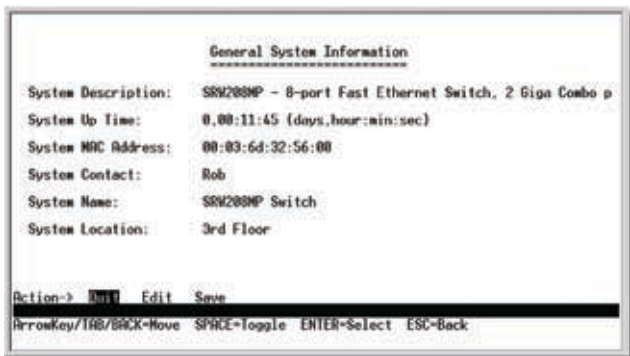 General System Information
System Description: SRW208MP - 8-port Fast Ethernet Switch, 2 Giga Combo p
System Up Time: 0,00:11:45 (days,hour:min:sec)
System MAC Address: 00:03:6d:32:56:00
System Contact: Rob
System Name: SRW208MP Switch
System Location: 3rd Floor
Action-> Quit Edit Save
ArrowKey/TAB/BACK=Move SPACE=Toggle ENTER=Select ESC=Back